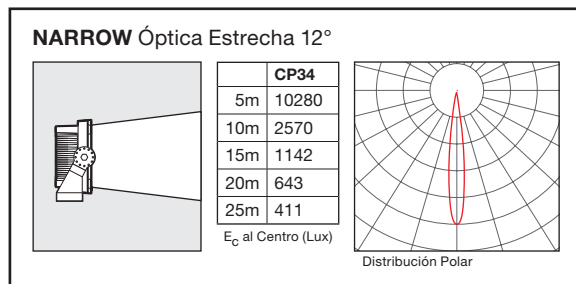 NARROW Óptica Estrecha 12°
CP34
5m 10280
10m 2570
15m 1142
20m 643
25m 411
EC al Centro (Lux)
Distribución Polar